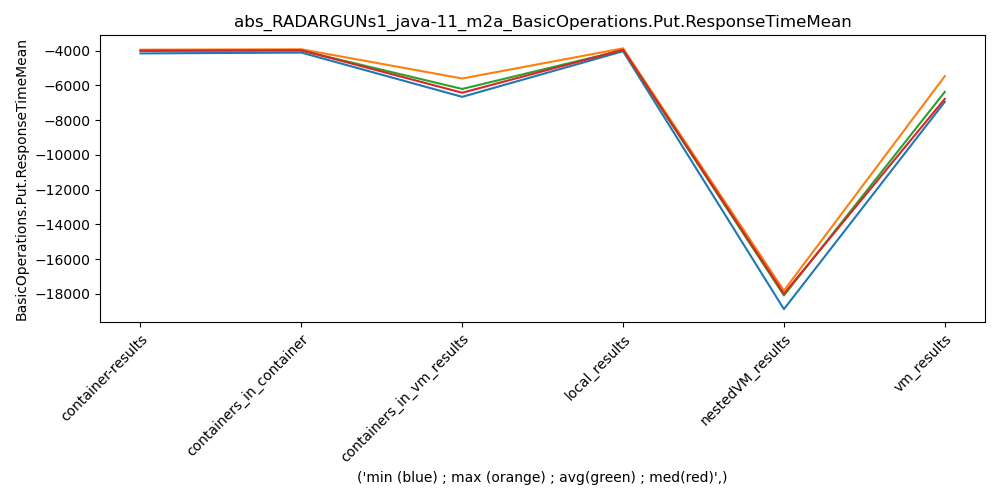 abs_RADARGUNs1_java-11_m2a_BasicOperations.Put.ResponseTimeMean
BasicOperations.Put.ResponseTimeMean
−4000
−6000
−8000
−10000
−12000
−14000
−16000
−18000
container-results
containers_in_container
containers_in_vm_results
local_results
nestedVM_results
vm_results
('min (blue) ; max (orange) ; avg(green) ; med(red)',)